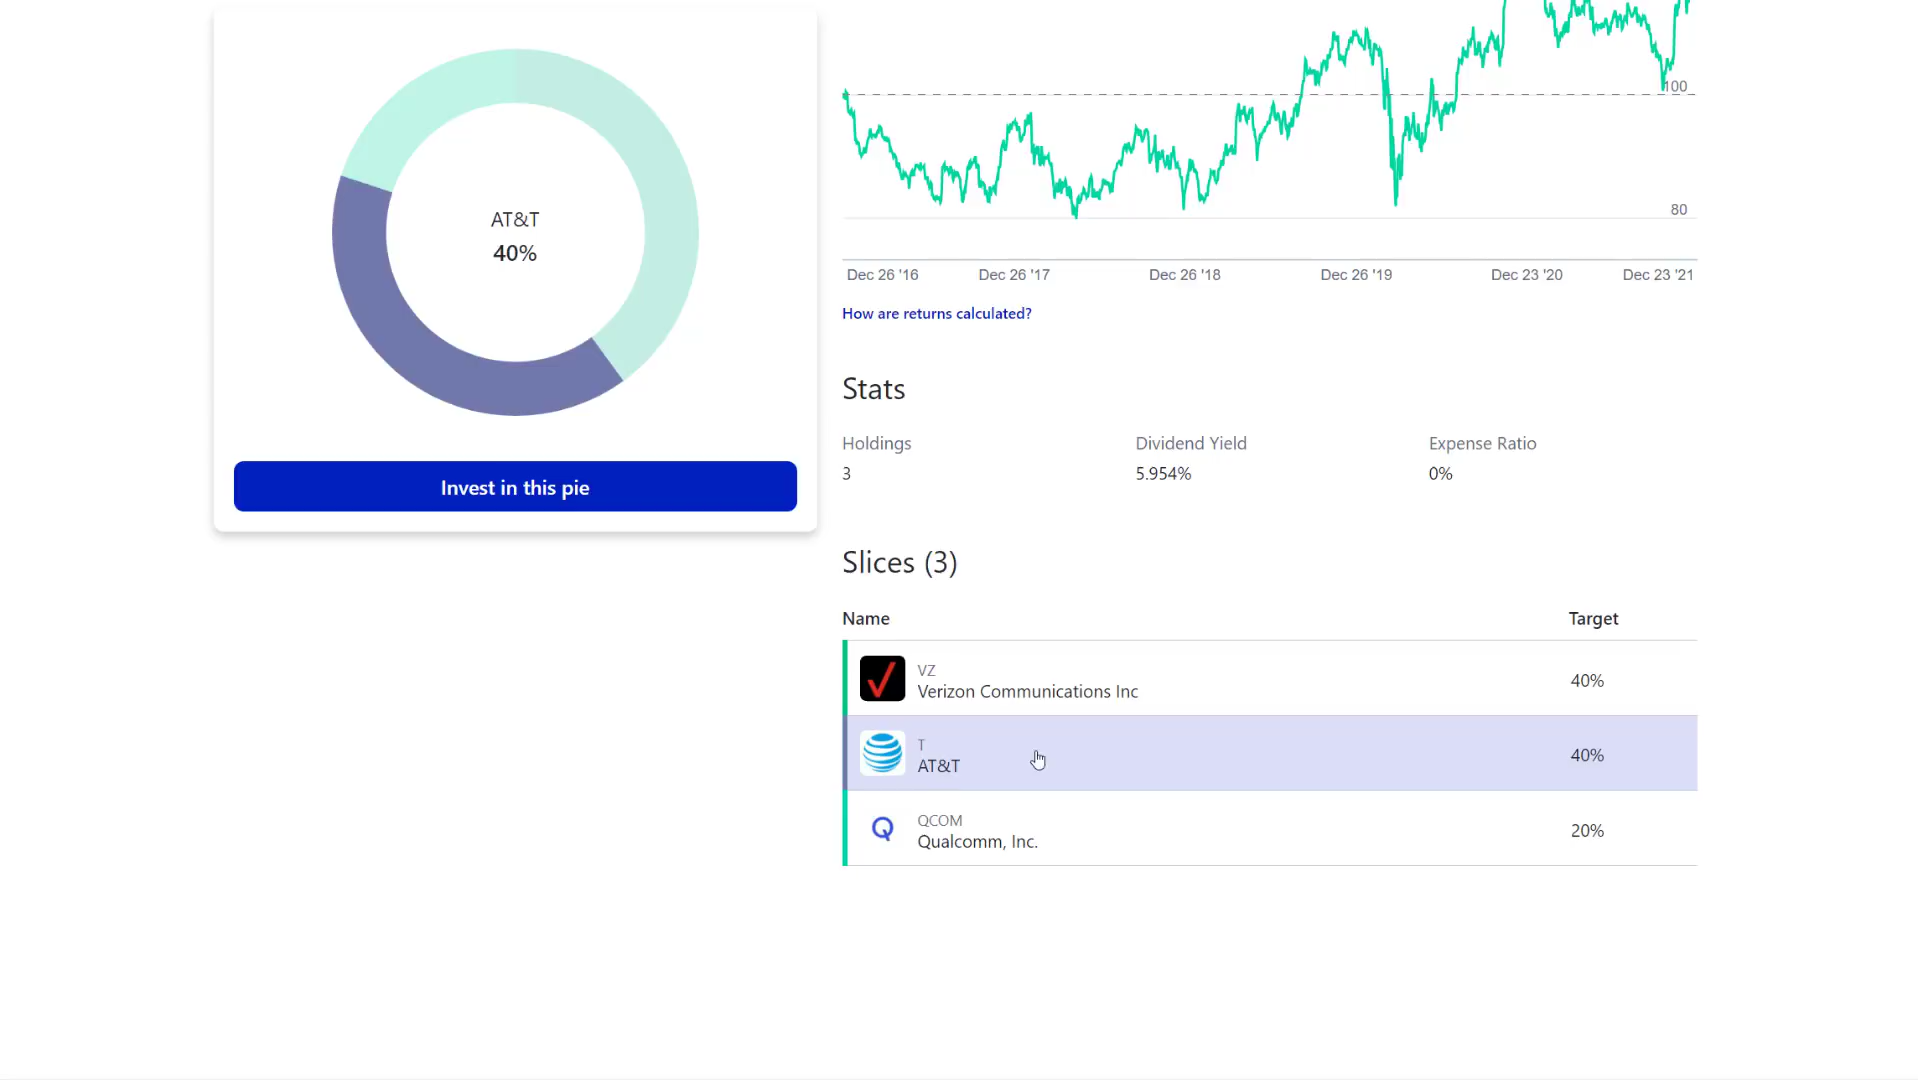 AT&T
40%
Invest in this pie
100
80
Dec 26 '16 Dec 26 '17 Dec 26 '18 Dec 26 '19 Dec 23 '20 Dec 23 '21
How are returns calculated?
Stats
Holdings Dividend Yield Expense Ratio
3 5.954% 0%
Slices (3)
Name Target
VZ
Verizon Communications Inc 40%
T
AT&T 40%
QCOM
Qualcomm, Inc. 20%